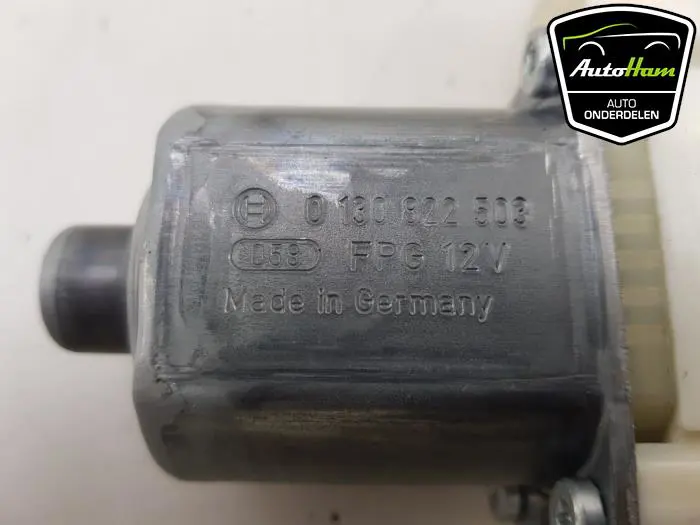 AutoHam
AUTO
ONDERDELEN
0 130 822 503
058 FPG 12V
Made in Germany